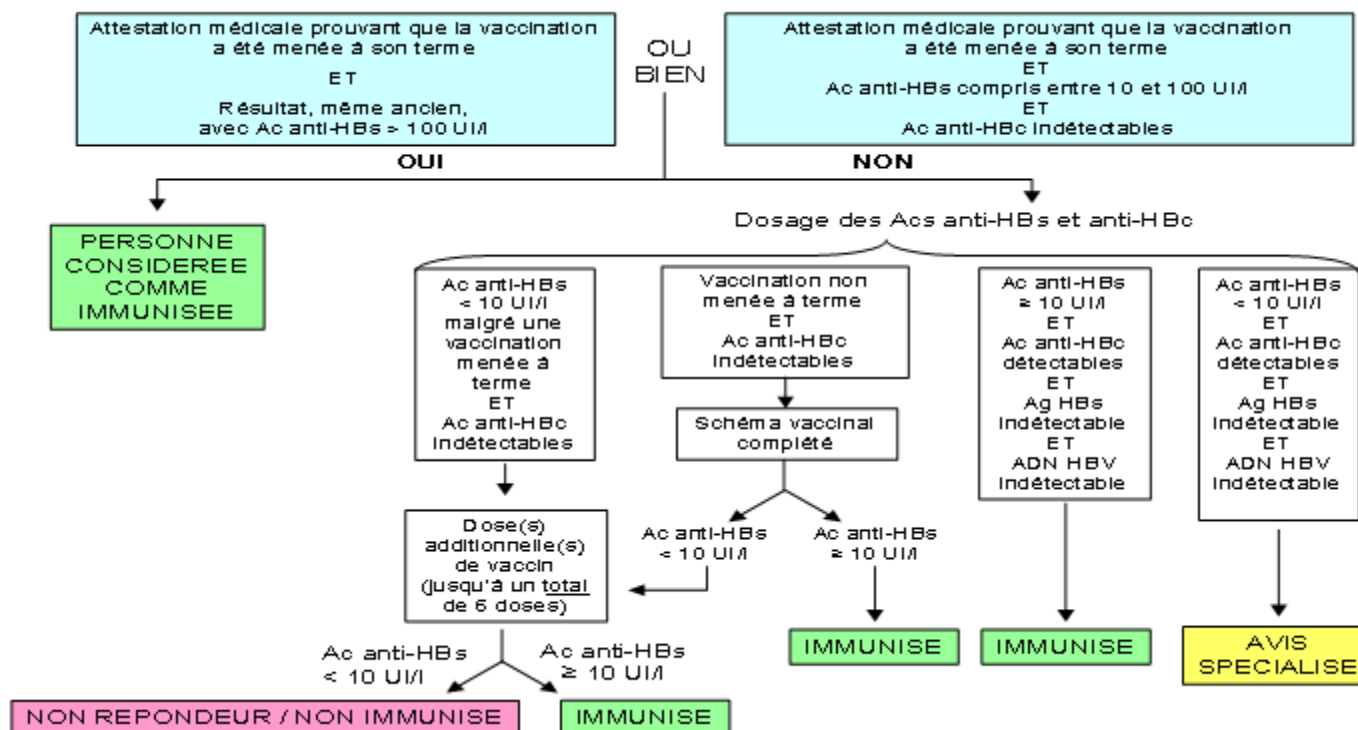 Attestation médicale prouvant que la vaccination
a été menée à son terme
ET
Résultat, même ancien,
avec Ac anti-HBs > 100 UI/l
OU
BIEN
Attestation médicale prouvant que la vaccination
a été menée à son terme
ET
Ac anti-HBs compris entre 10 et 100 UI/l
ET
Ac anti-HBc indétectables
OUI
NON
PERSONNE
CONSIDEREE
COMME
IMMUNISEE
Dosage des Acs anti-HBs et anti-HBc
Ac anti-HBs
< 10 UI/l
malgré une
vaccination
menée à
terme
ET
Ac anti-HBc
indétectables
Vaccination non
menée à terme
ET
Ac anti-HBc
indétectables
Ac anti-HBs
≥ 10 UI/l
ET
Ac anti-HBc
détectables
ET
Ag HBs
indétectable
ET
ADN HBV
indétectable
Ac anti-HBs
< 10 UI/l
ET
Ac anti-HBc
détectables
ET
Ag HBs
indétectable
ET
ADN HBV
indétectable
Schéma vaccinal
complété
Dose(s)
additionnelle(s)
de vaccin
(jusqu'à un total
de 6 doses)
Ac anti-HBs
< 10 UI/l
Ac anti-HBs
≥ 10 UI/l
IMMUNISE
IMMUNISE
AVIS
SPECIALISE
Ac anti-HBs
< 10 UI/l
Ac anti-HBs
≥ 10 UI/l
NON REPONDEUR / NON IMMUNISE
IMMUNISE